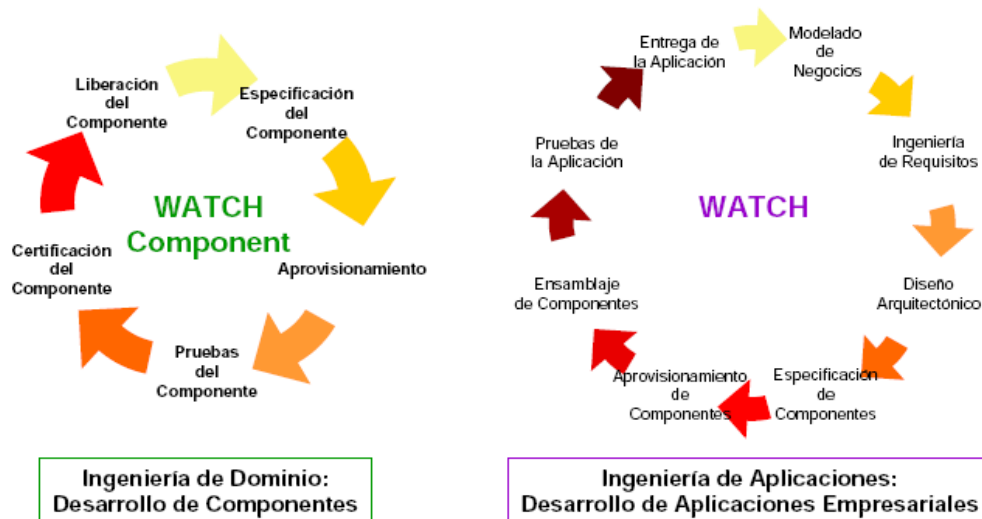 Liberación
del
Componente
Especificación
del
Componente
Aprovisionamiento
Pruebas
del
Componente
Certificación
del
Componente
WATCH
Component
Ingeniería de Dominio:
Desarrollo de Componentes
Entrega de
la Aplicación
Modelado
de
Negocios
Ingeniería
de Requisitos
Diseño
Arquitectónico
Especificación
de
Componentes
Aprovisionamiento
de
Componentes
Ensamblaje
de Componentes
Pruebas de
la Aplicación
WATCH
Ingeniería de Aplicaciones:
Desarrollo de Aplicaciones Empresariales